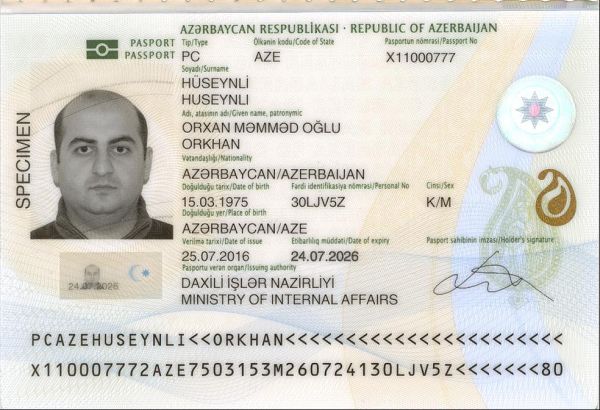 AZƏRBAYCAN RESPUBLİKASI · REPUBLIC OF AZERBAIJAN
PASPORT Tip/Type Ölkənin kodu/Code of State Pasportun nömrəsi/Passport No
PASSPORT PC AZE X11000777
Soyadı/Surname
HÜSEYNLİ
HUSEYNLI
Adı, atasının adı/Given name, patronymic
ORXAN MƏMMƏD OĞLU
ORKHAN
Vətəndaşlığı/Nationality
AZƏRBAYCAN/AZERBAIJAN
Doğulduğu tarix/Date of birth Fərdi identifikasiya nömrəsi/Personal No Cinsi/Sex
15.03.1975 30LJV5Z K/M
Doğulduğu yer/Place of birth
AZƏRBAYCAN/AZE
Verilmə tarixi/Date of issue Etibarlılıq müddəti/Date of expiry Pasport sahibinin imzası/Holder's signature
25.07.2016 24.07.2026
Pasportu verən orqan/Issuing authority
DAXİLİ İŞLƏR NAZİRLİYİ
MINISTRY OF INTERNAL AFFAIRS
SPECIMEN
24.07.2026
PCAZEHUSEYNLI<<ORKHAN<<<<<<<<<<<<<<<<<<<<<<<
X110007772AZE7503153M260724130LJV5Z<<<<<<<80